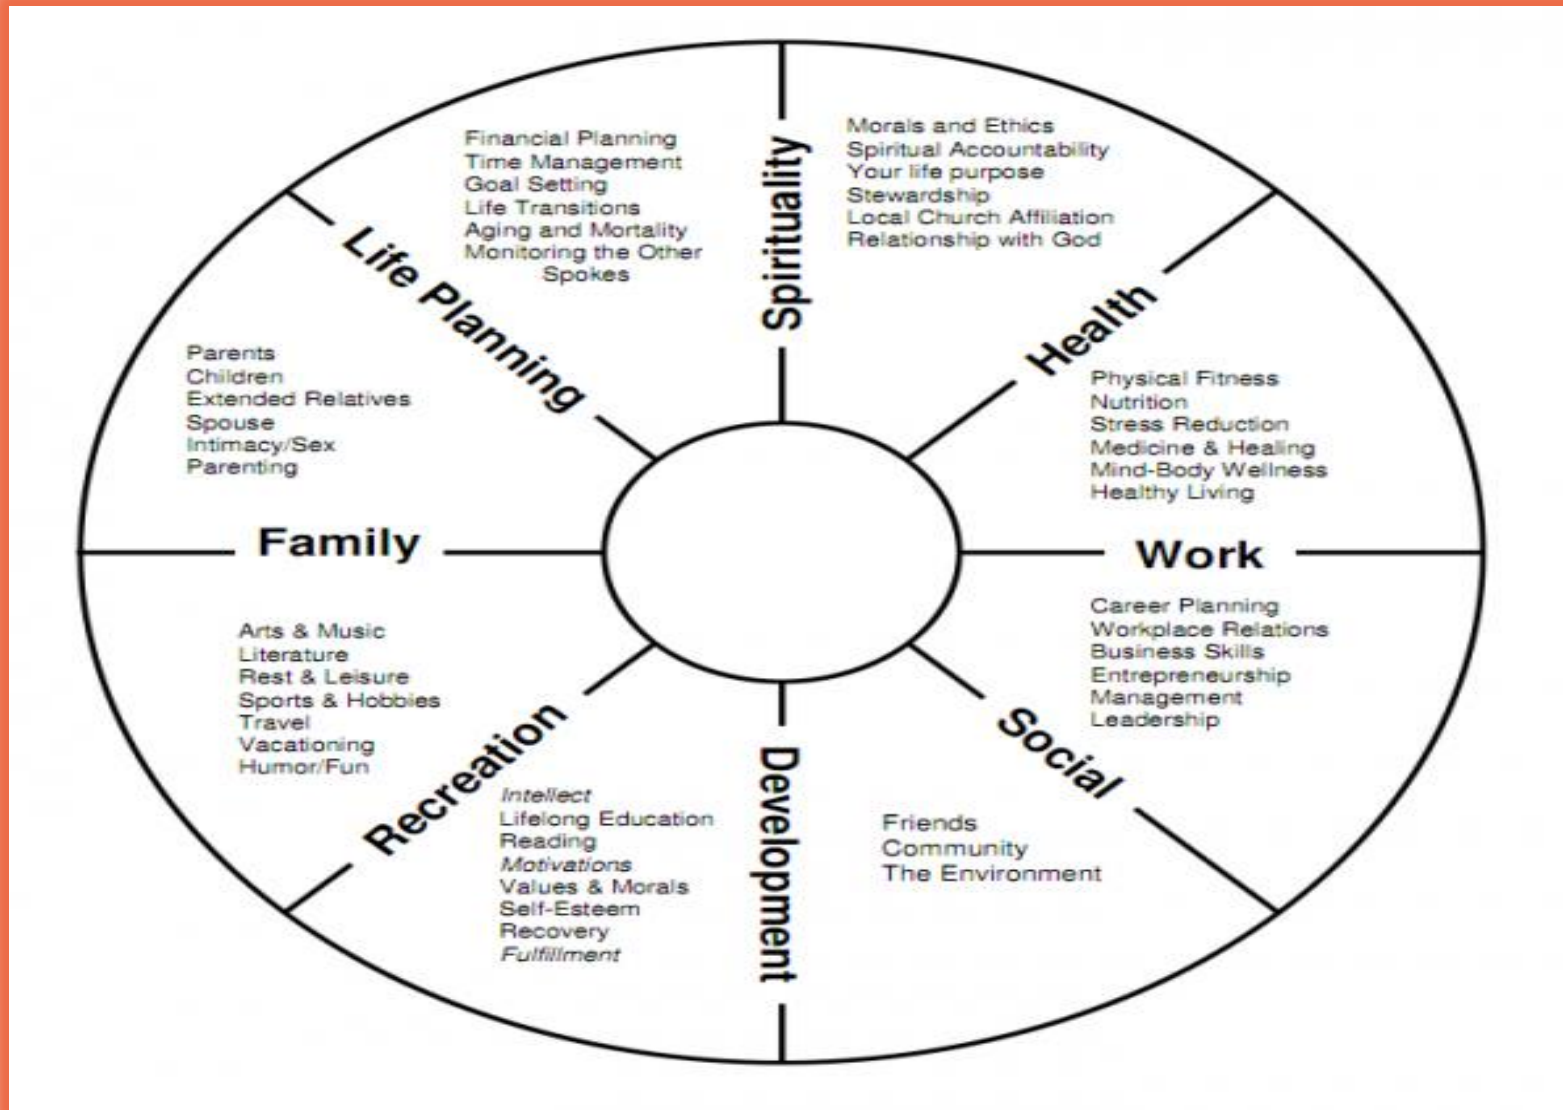 Spirituality
Morals and Ethics
Spiritual Accountability
Your life purpose
Stewardship
Local Church Affiliation
Relationship with God
Health
Physical Fitness
Nutrition
Stress Reduction
Medicine & Healing
Mind-Body Wellness
Healthy Living
Work
Career Planning
Workplace Relations
Business Skills
Entrepreneurship
Management
Leadership
Social
Friends
Community
The Environment
Development
Intellect
Lifelong Education
Reading
Motivations
Values & Morals
Self-Esteem
Recovery
Fulfillment
Recreation
Arts & Music
Literature
Rest & Leisure
Sports & Hobbies
Travel
Vacationing
Humor/Fun
Family
Parents
Children
Extended Relatives
Spouse
Intimacy/Sex
Parenting
Life Planning
Financial Planning
Time Management
Goal Setting
Life Transitions
Aging and Mortality
Monitoring the Other
Spokes